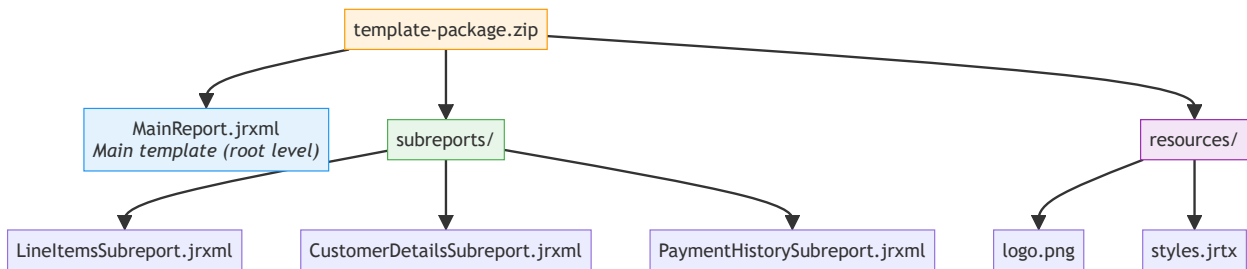 template-package.zip
MainReport.jrxml
Main template (root level)
subreports/
resources/
LineItemsSubreport.jrxml
CustomerDetailsSubreport.jrxml
PaymentHistorySubreport.jrxml
logo.png
styles.jrtx